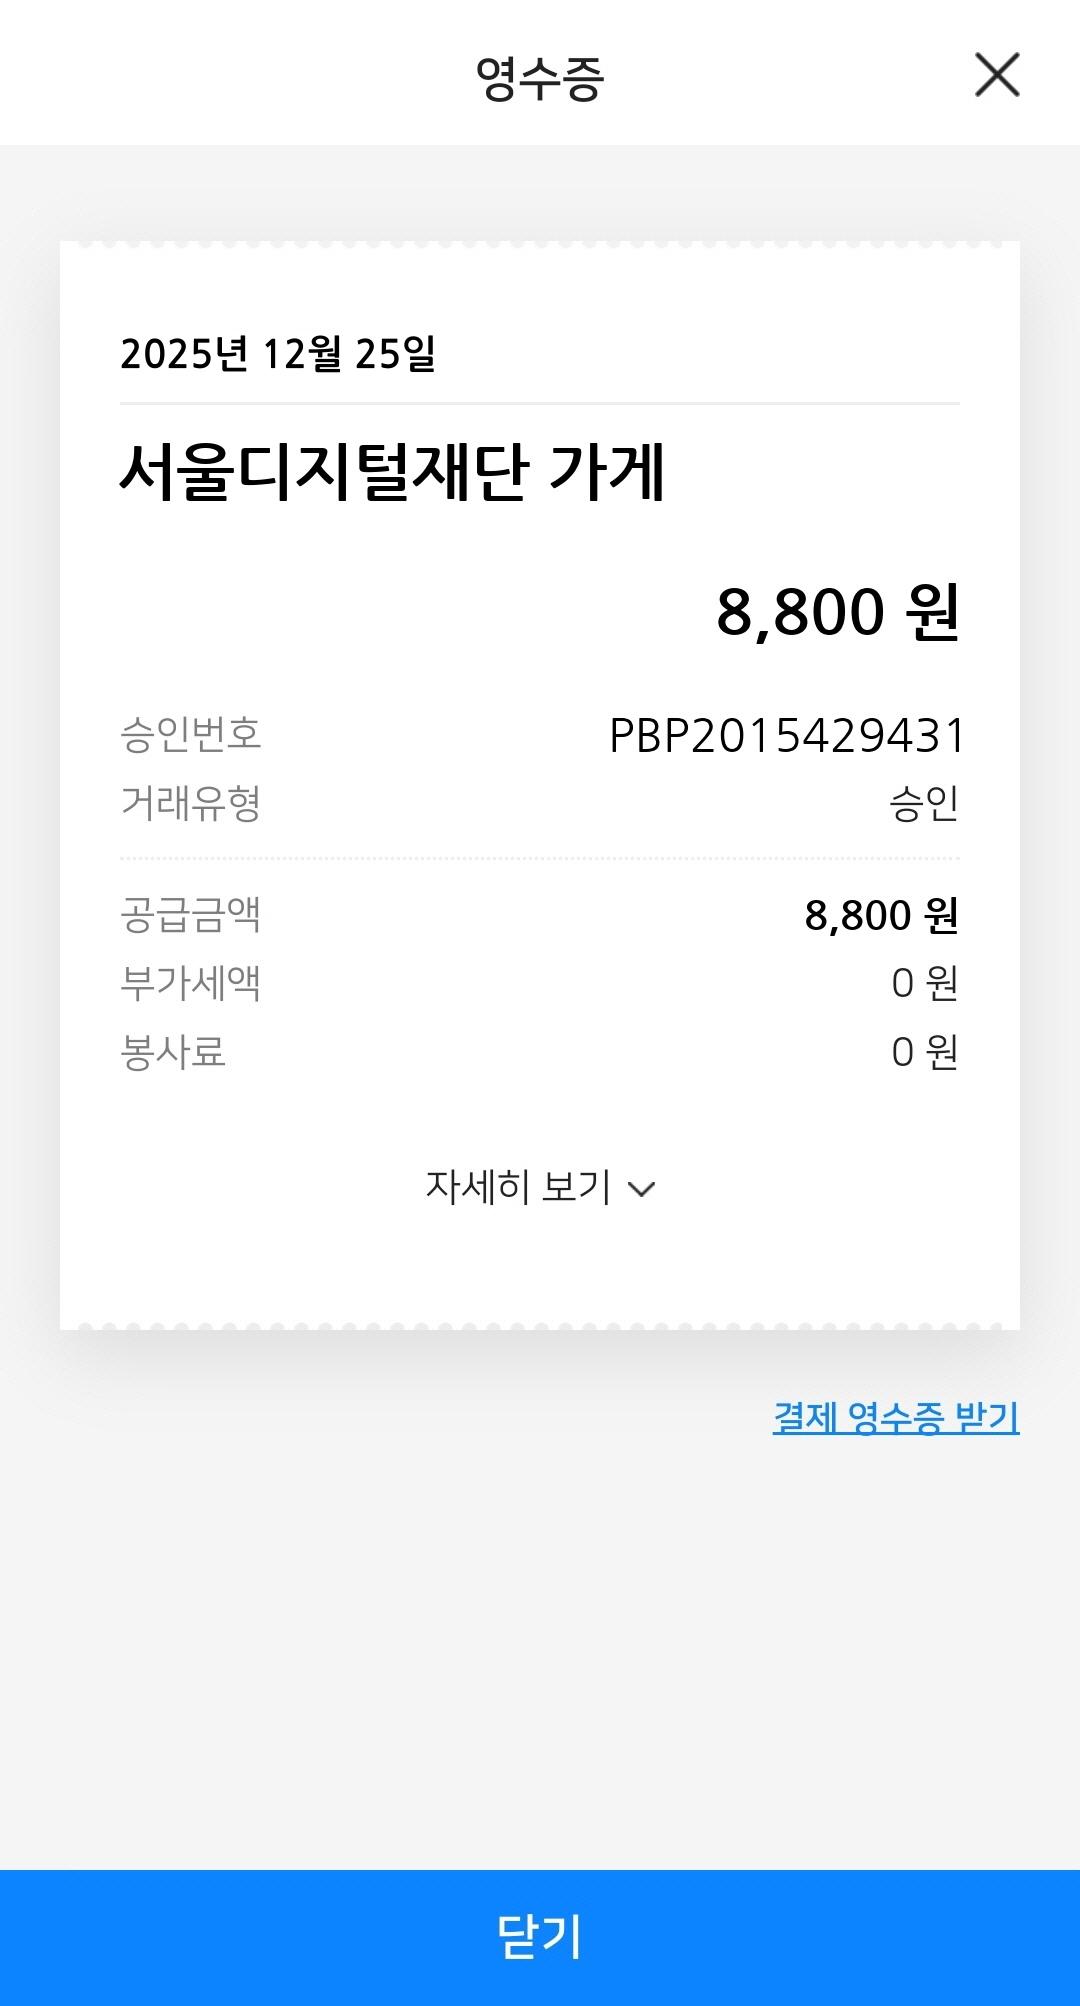 영수증
2025년 12월 25일
서울디지털재단 가게
8,800 원
승인번호 PBP2015429431
거래유형 승인
공급금액 8,800 원
부가세액 0 원
봉사료 0 원
자세히 보기
결제 영수증 받기
닫기